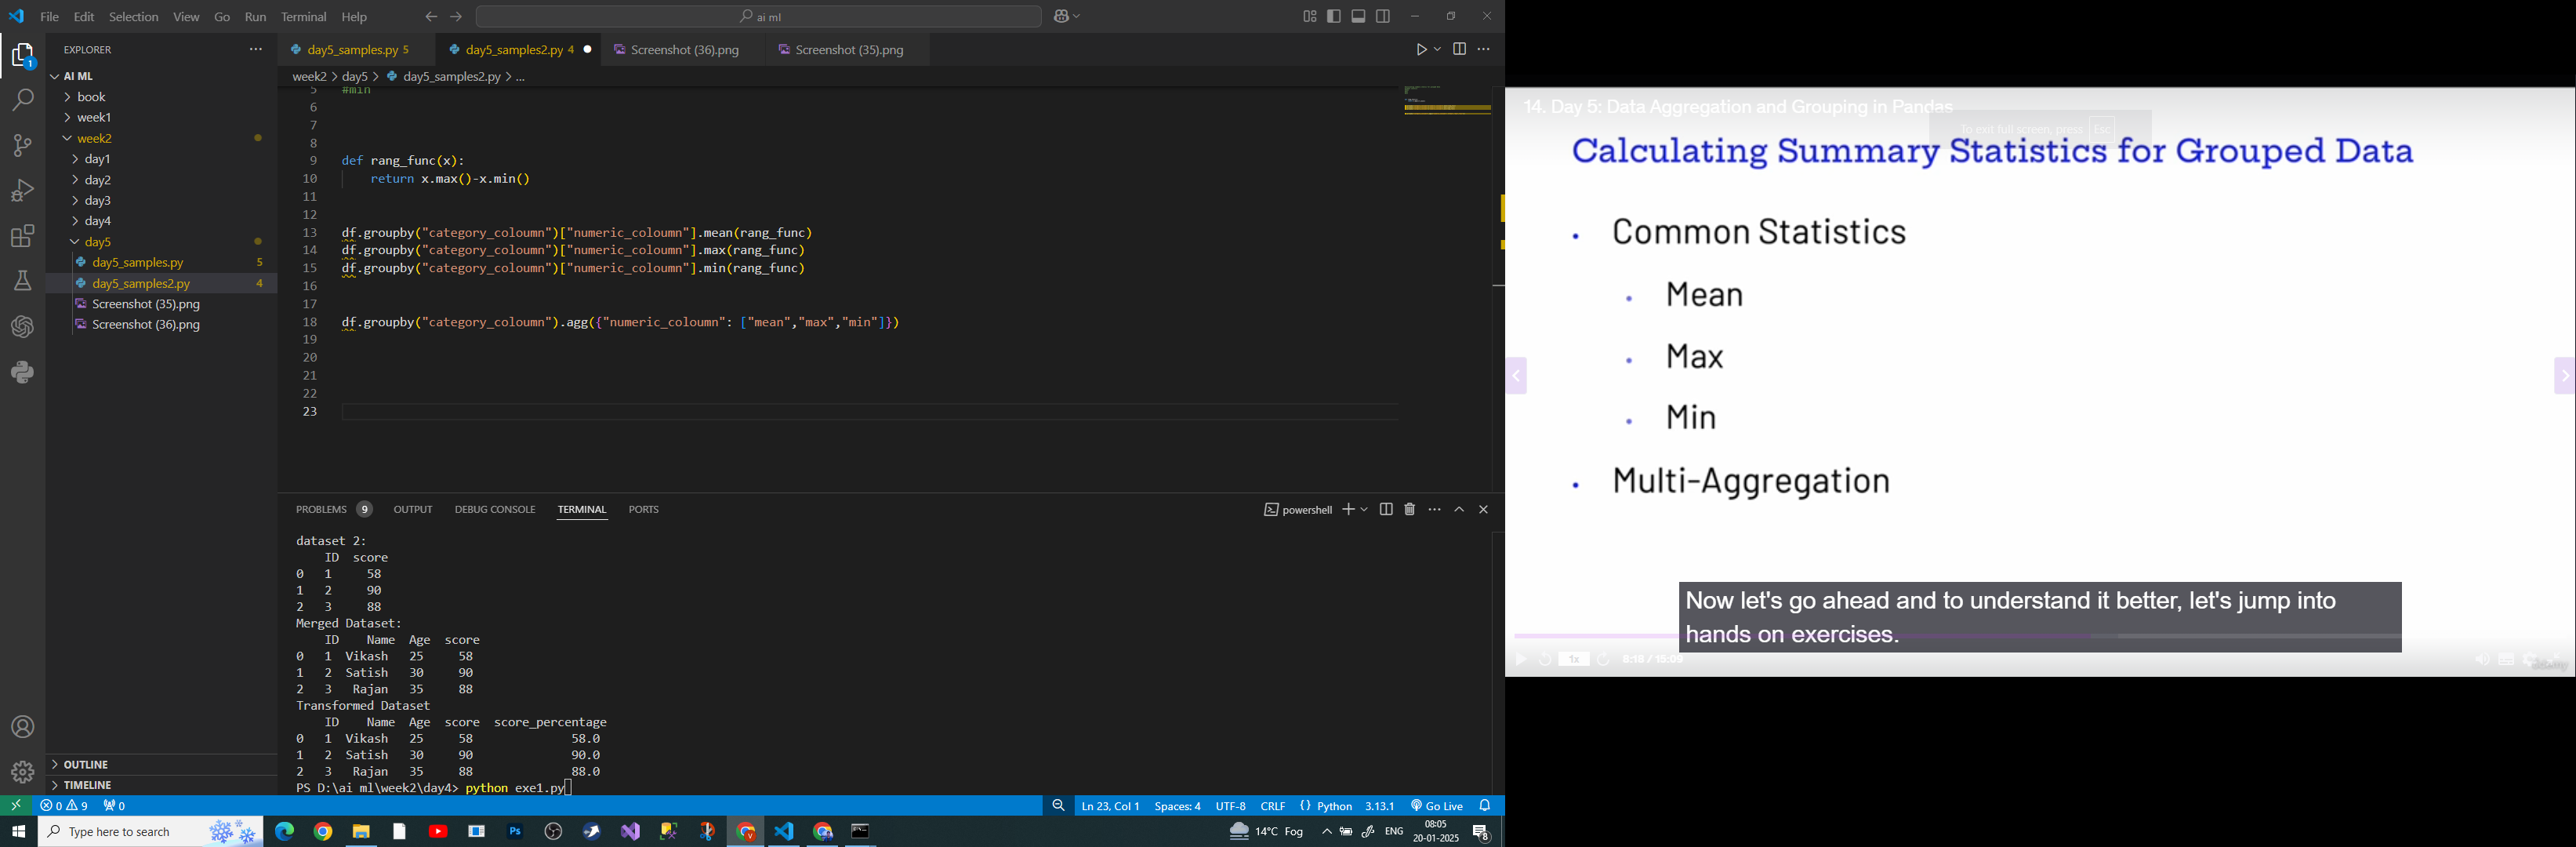 File Edit Selection View Go Run Terminal Help
ai ml
EXPLORER
AI ML
book
week1
week2
day1
day2
day3
day4
day5
day5_samples.py 5
day5_samples2.py 4
Screenshot (35).png
Screenshot (36).png
OUTLINE
TIMELINE
day5_samples.py 5
day5_samples2.py 4
Screenshot (36).png
Screenshot (35).png
week2 > day5 > day5_samples2.py > ...
5 #min
6
7
8
9 def rang_func(x):
10 return x.max()-x.min()
11
12
13 df.groupby("category_coloumn")["numeric_coloumn"].mean(rang_func)
14 df.groupby("category_coloumn")["numeric_coloumn"].max(rang_func)
15 df.groupby("category_coloumn")["numeric_coloumn"].min(rang_func)
16
17
18 df.groupby("category_coloumn").agg({"numeric_coloumn": ["mean","max","min"]})
19
20
21
22
23
PROBLEMS 9 OUTPUT DEBUG CONSOLE TERMINAL PORTS
powershell
dataset 2:
ID score
0 1 58
1 2 90
2 3 88
Merged Dataset:
ID Name Age score
0 1 Vikash 25 58
1 2 Satish 30 90
2 3 Rajan 35 88
Transformed Dataset
ID Name Age score score_percentage
0 1 Vikash 25 58 58.0
1 2 Satish 30 90 90.0
2 3 Rajan 35 88 88.0
PS D:\ai ml\week2\day4> python exe1.py
0 9 0
Ln 23, Col 1 Spaces: 4 UTF-8 CRLF {} Python 3.13.1 Go Live
Type here to search
14°C Fog
ENG
08:05
20-01-2025
8
14. Day 5: Data Aggregation and Grouping in Pandas
To exit full screen, press Esc
Calculating Summary Statistics for Grouped Data
• Common Statistics
• Mean
• Max
• Min
• Multi-Aggregation
Now let's go ahead and to understand it better, let's jump into
hands on exercises.
1x
8:18 / 15:09
udemy